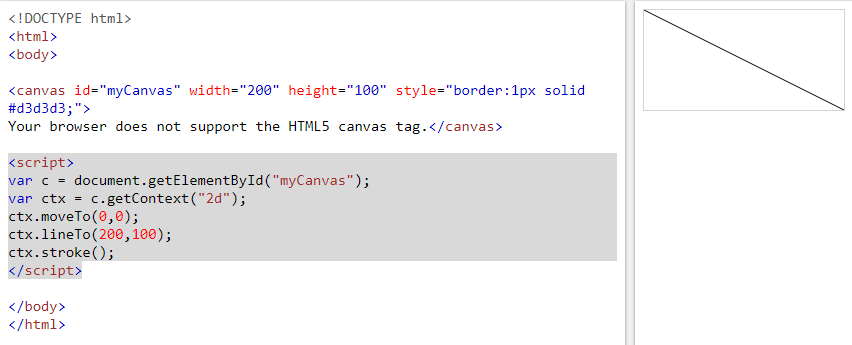 <!DOCTYPE html>
<html>
<body>
<canvas id="myCanvas" width="200" height="100" style="border:1px solid
#d3d3d3;">
Your browser does not support the HTML5 canvas tag.</canvas>
<script>
var c = document.getElementById("myCanvas");
var ctx = c.getContext("2d");
ctx.moveTo(0,0);
ctx.lineTo(200,100);
ctx.stroke();
</script>
</body>
</html>